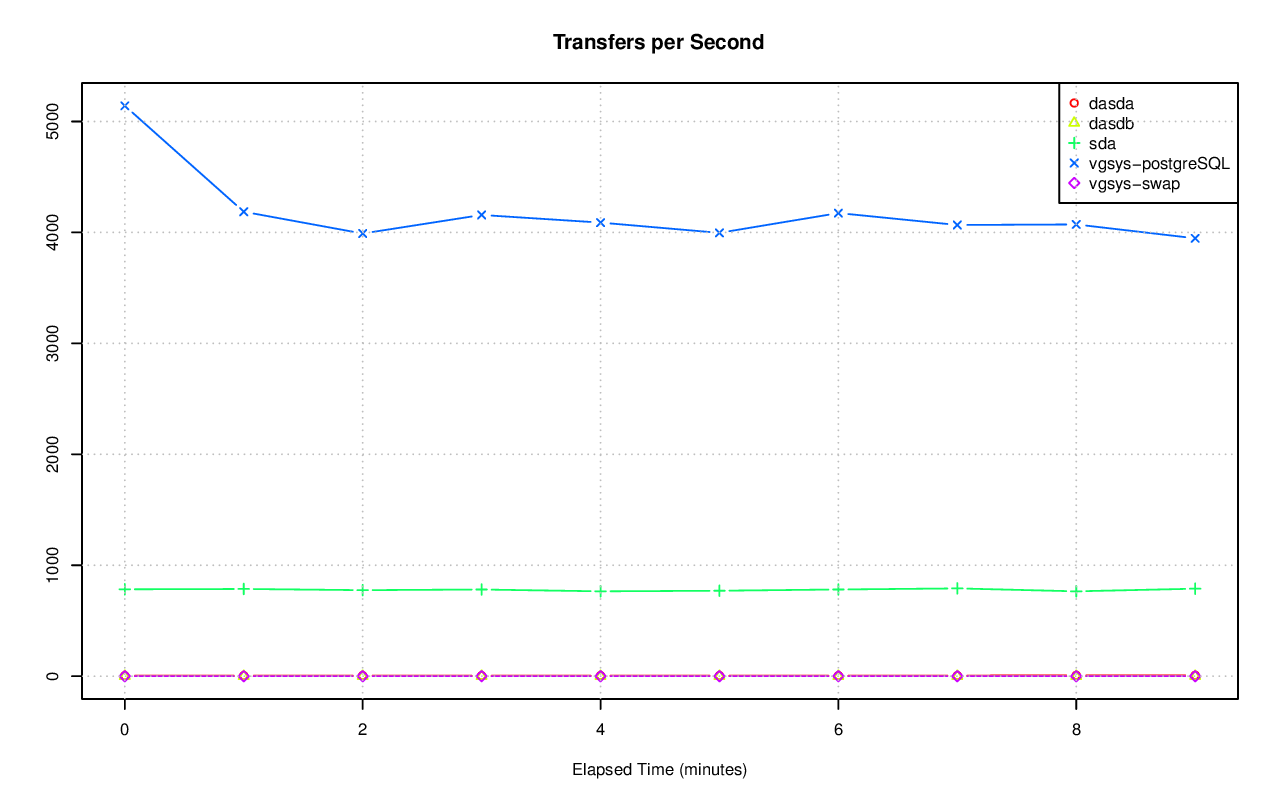 Transfers per Second
5000
4000
3000
2000
1000
0
dasda
dasdb
sda
vgsys−postgreSQL
vgsys−swap
0 2 4 6 8
Elapsed Time (minutes)